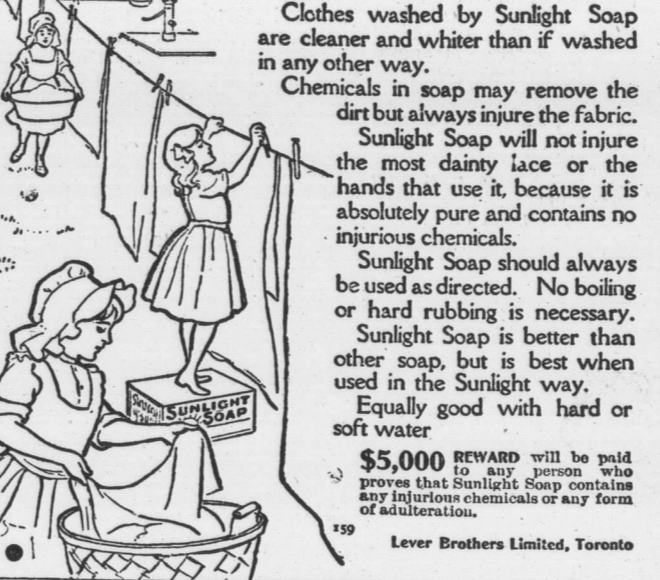 Clothes washed by Sunlight Soap
are cleaner and whiter than if washed
in any other way.
Chemicals in soap may remove the
dirt but always injure the fabric.
Sunlight Soap will not injure
the most dainty lace or the
hands that use it, because it is
absolutely pure and contains no
injurious chemicals.
Sunlight Soap should always
be used as directed. No boiling
or hard rubbing is necessary.
Sunlight Soap is better than
other soap, but is best when
used in the Sunlight way.
Equally good with hard or
soft water
$5,000 REWARD will be paid
to any person who
proves that Sunlight Soap contains
any injurious chemicals or any form
of adulteration.
159
Lever Brothers Limited, Toronto
SUNLIGHT
SOAP